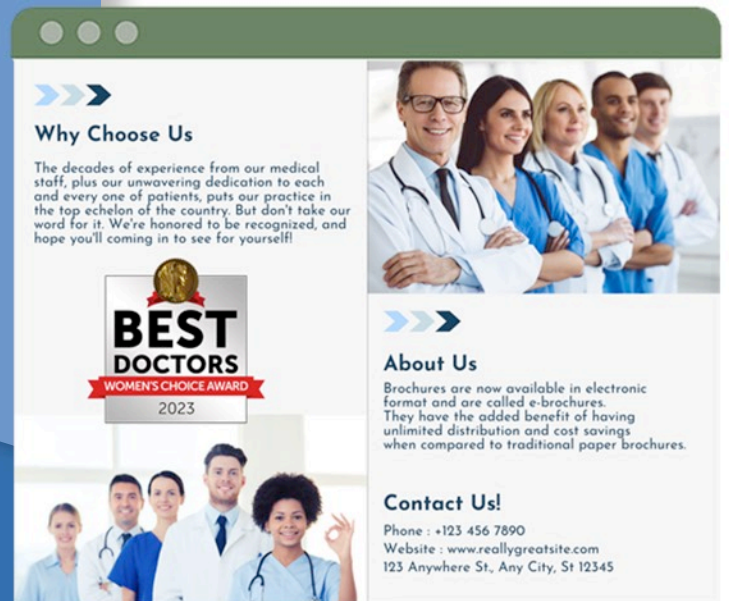 Why Choose Us
The decades of experience from our medical
staff, plus our unwavering dedication to each
and every one of patients, puts our practice in
the top echelon of the country. But don't take our
word for it. We're honored to be recognized, and
hope you'll coming in to see for yourself!
BEST
DOCTORS
WOMEN'S CHOICE AWARD
2023
About Us
Brochures are now available in electronic
format and are called e-brochures.
They have the added benefit of having
unlimited distribution and cost savings
when compared to traditional paper brochures.
Contact Us!
Phone : +123 456 7890
Website : www.reallygreatsite.com
123 Anywhere St., Any City, St 12345